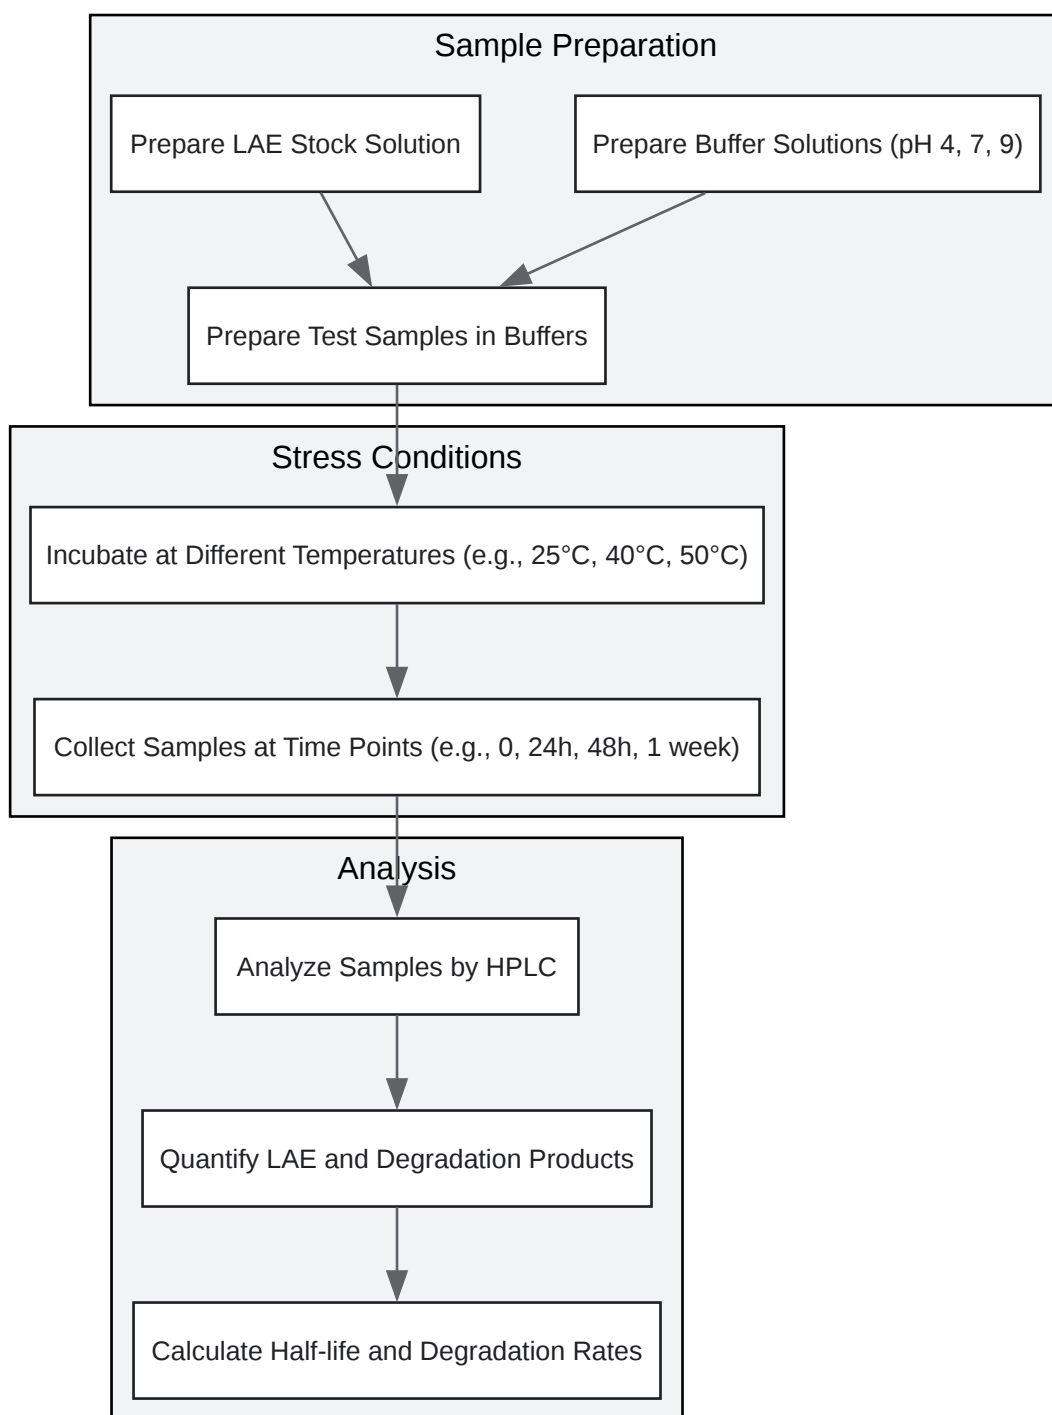 Sample Preparation
Prepare LAE Stock Solution
Prepare Buffer Solutions (pH 4, 7, 9)
Prepare Test Samples in Buffers
Stress Conditions
Incubate at Different Temperatures (e.g., 25°C, 40°C, 50°C)
Collect Samples at Time Points (e.g., 0, 24h, 48h, 1 week)
Analysis
Analyze Samples by HPLC
Quantify LAE and Degradation Products
Calculate Half-life and Degradation Rates